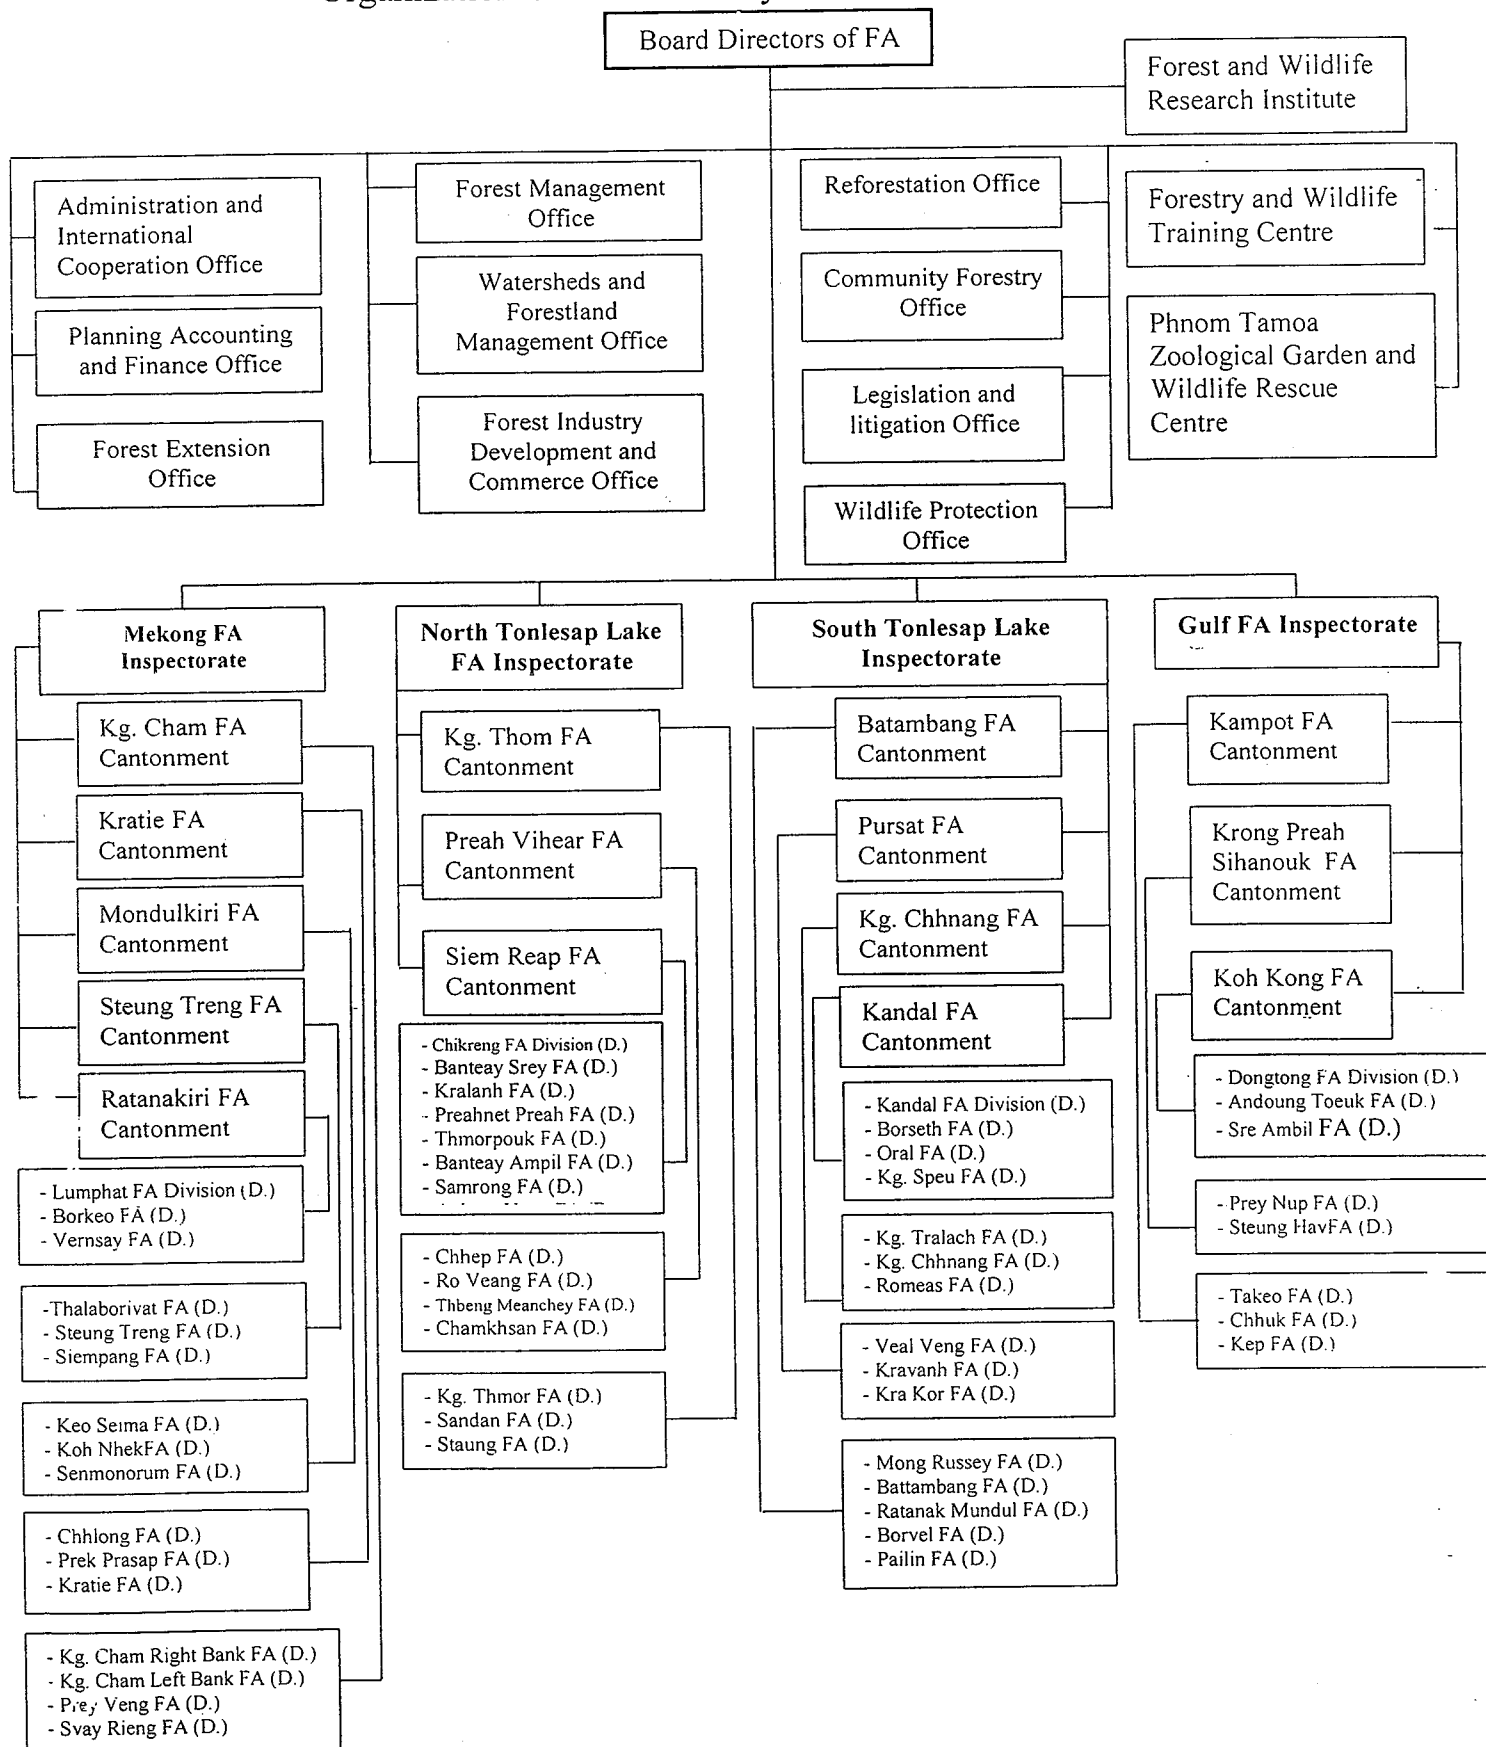 Board Directors of FA
Forest and Wildlife
Research Institute
Administration and
International
Cooperation Office
Planning Accounting
and Finance Office
Forest Extension
Office
Forest Management
Office
Watersheds and
Forestland
Management Office
Forest Industry
Development and
Commerce Office
Reforestation Office
Community Forestry
Office
Legislation and
litigation Office
Wildlife Protection
Office
Forestry and Wildlife
Training Centre
Phnom Tamoa
Zoological Garden and
Wildlife Rescue
Centre
Mekong FA
Inspectorate
Kg. Cham FA
Cantonment
Kratie FA
Cantonment
Mondulkiri FA
Cantonment
Steung Treng FA
Cantonment
Ratanakiri FA
Cantonment
- Lumphat FA Division (D.)
- Borkeo FA (D.)
- Vernsay FA (D.)
-Thalaborivat FA (D.)
- Steung Treng FA (D.)
- Siempang FA (D.)
- Keo Seima FA (D.)
- Koh NhekFA (D.)
- Senmonorum FA (D.)
- Chhlong FA (D.)
- Prek Prasap FA (D.)
- Kratie FA (D.)
- Kg. Cham Right Bank FA (D.)
- Kg. Cham Left Bank FA (D.)
- Prey Veng FA (D.)
- Svay Rieng FA (D.)
North Tonlesap Lake
FA Inspectorate
Kg. Thom FA
Cantonment
Preah Vihear FA
Cantonment
Siem Reap FA
Cantonment
- Chikreng FA Division (D.)
- Banteay Srey FA (D.)
- Kralanh FA (D.)
- Preahnet Preah FA (D.)
- Thmorpouk FA (D.)
- Banteay Ampil FA (D.)
- Samrong FA (D.)
- Chhep FA (D.)
- Ro Veang FA (D.)
- Thbeng Meanchey FA (D.)
- Chamkhsan FA (D.)
- Kg. Thmor FA (D.)
- Sandan FA (D.)
- Staung FA (D.)
South Tonlesap Lake
Inspectorate
Batambang FA
Cantonment
Pursat FA
Cantonment
Kg. Chhnang FA
Cantonment
Kandal FA
Cantonment
- Kandal FA Division (D.)
- Borseth FA (D.)
- Oral FA (D.)
- Kg. Speu FA (D.)
- Kg. Tralach FA (D.)
- Kg. Chhnang FA (D.)
- Romeas FA (D.)
- Veal Veng FA (D.)
- Kravanh FA (D.)
- Kra Kor FA (D.)
- Mong Russey FA (D.)
- Battambang FA (D.)
- Ratanak Mundul FA (D.)
- Borvel FA (D.)
- Pailin FA (D.)
Gulf FA Inspectorate
Kampot FA
Cantonment
Krong Preah
Sihanouk FA
Cantonment
Koh Kong FA
Cantonment
- Dongtong FA Division (D.)
- Andoung Toeuk FA (D.)
- Sre Ambil FA (D.)
- Prey Nup FA (D.)
- Steung HavFA (D.)
- Takeo FA (D.)
- Chhuk FA (D.)
- Kep FA (D.)